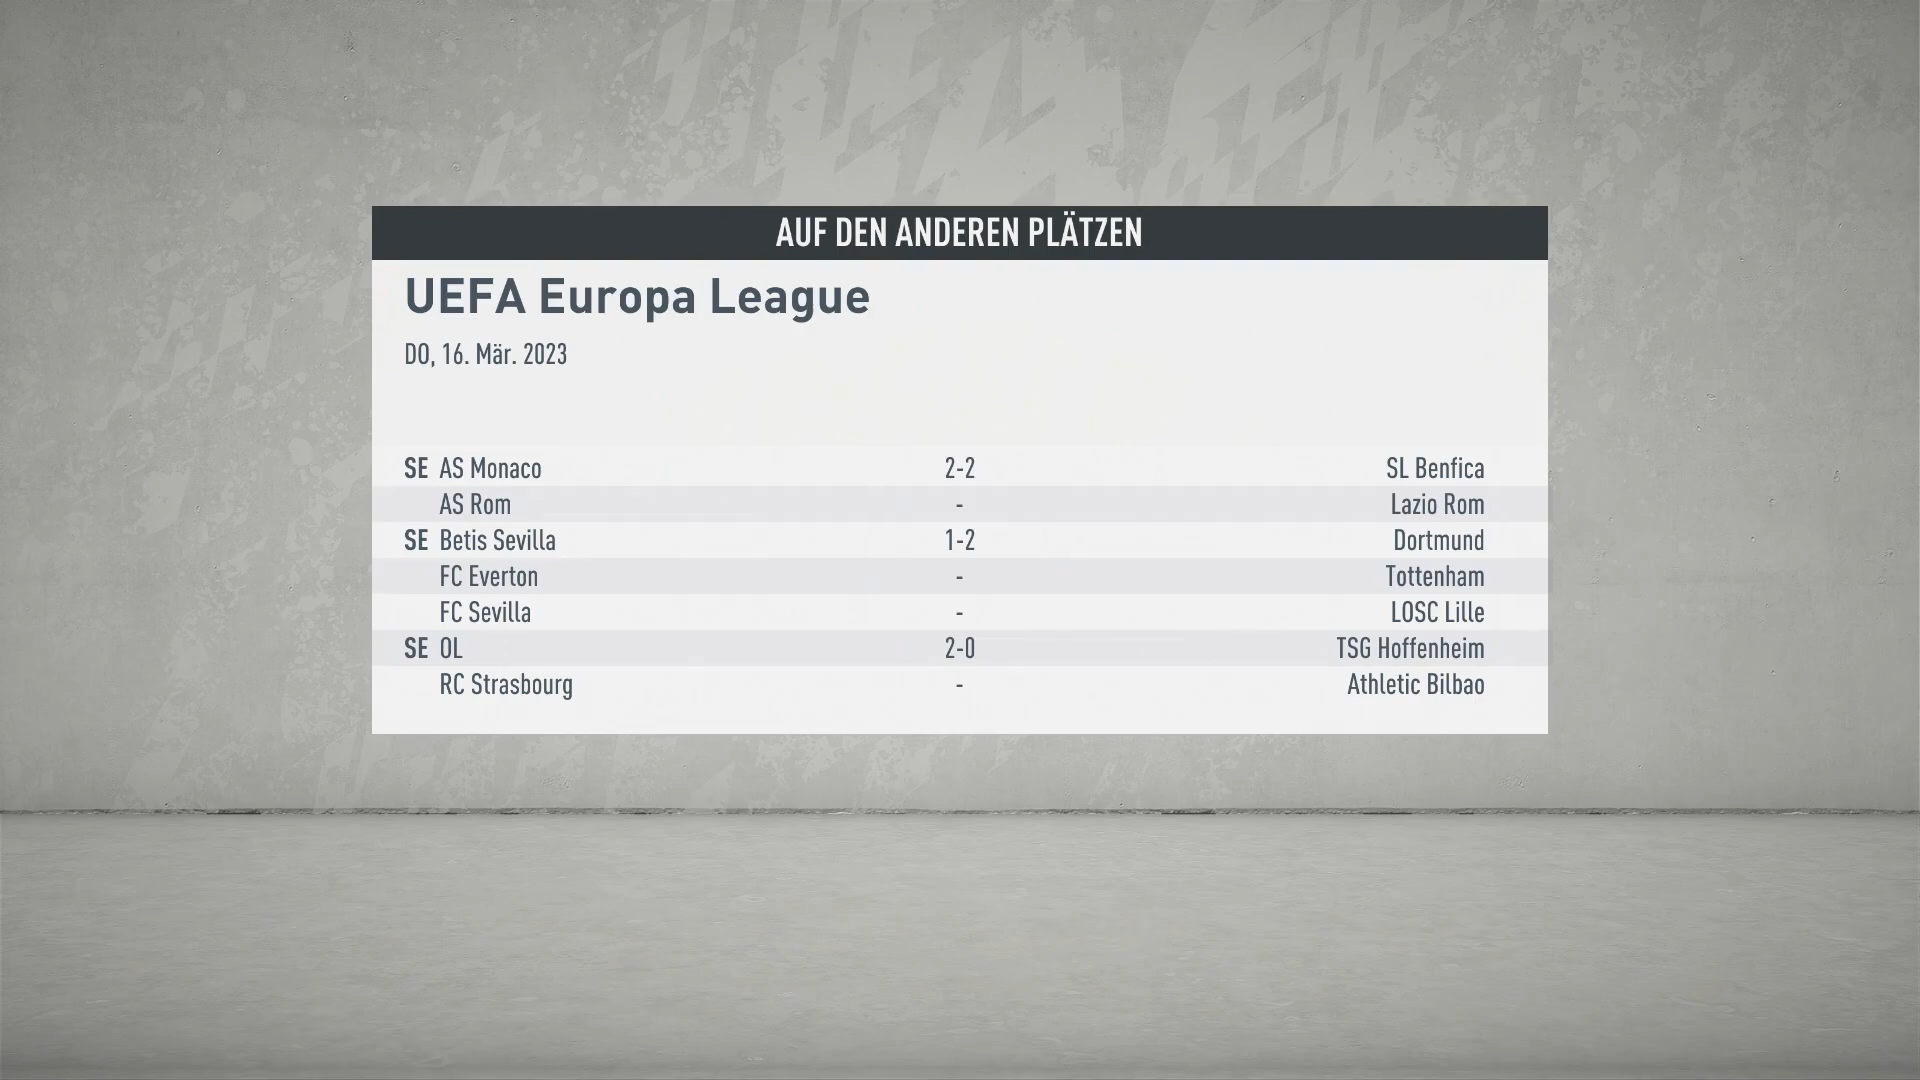 AUF DEN ANDEREN PLÄTZEN
UEFA Europa League
DO, 16. Mär. 2023
SE AS Monaco 2-2 SL Benfica
AS Rom - Lazio Rom
SE Betis Sevilla 1-2 Dortmund
FC Everton - Tottenham
FC Sevilla - LOSC Lille
SE OL 2-0 TSG Hoffenheim
RC Strasbourg - Athletic Bilbao